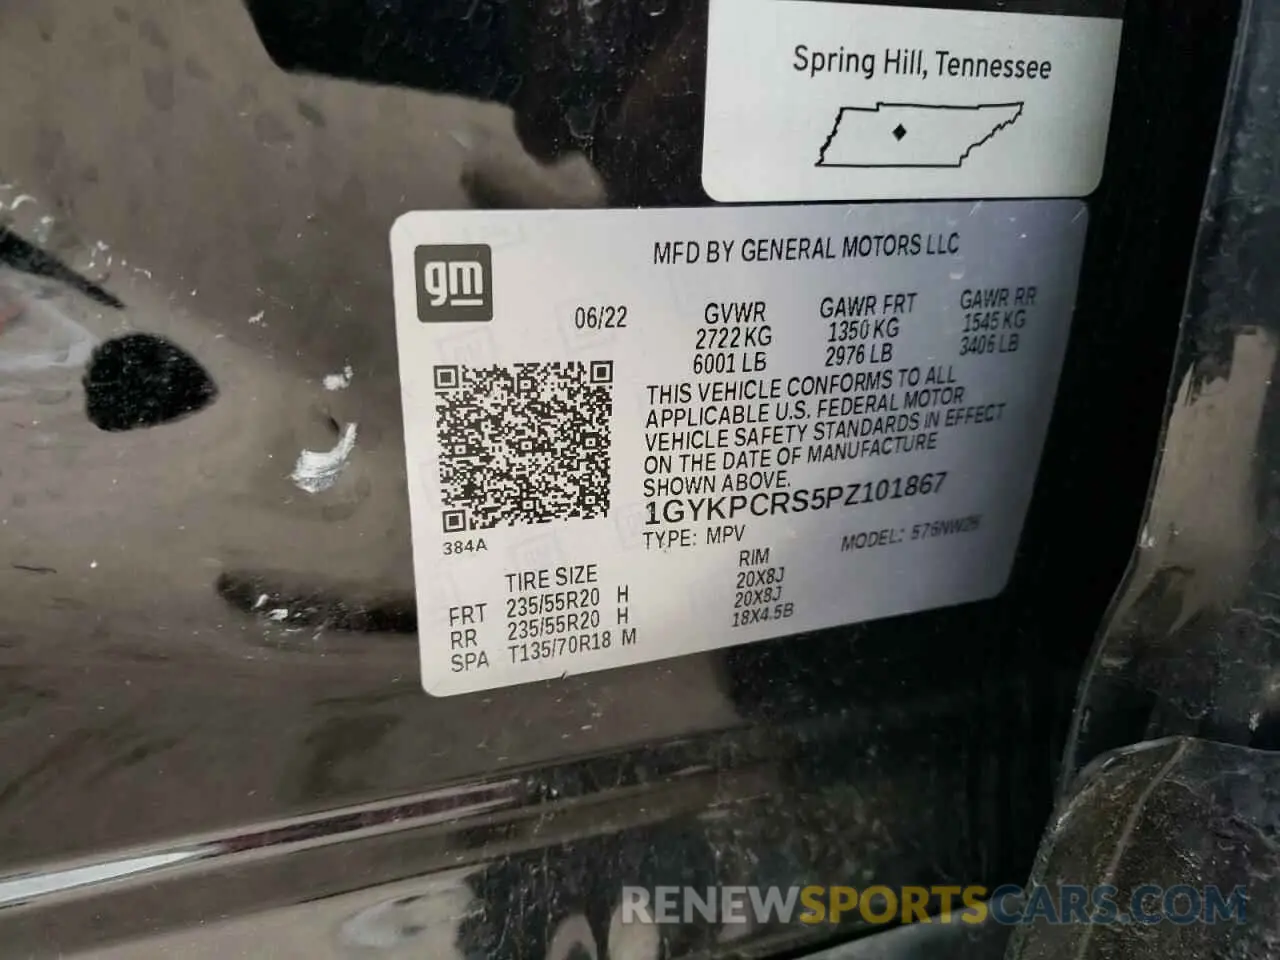 Spring Hill, Tennessee
MFD BY GENERAL MOTORS LLC
gm
06/22
GVWR
2722 KG
6001 LB
GAWR FRT
1350 KG
2976 LB
GAWR RR
1545 KG
3406 LB
THIS VEHICLE CONFORMS TO ALL
APPLICABLE U.S. FEDERAL MOTOR
VEHICLE SAFETY STANDARDS IN EFFECT
ON THE DATE OF MANUFACTURE
SHOWN ABOVE.
1GYKPCRS5PZ101867
TYPE: MPV
MODEL:
384A
TIRE SIZE
RIM
FRT 235/55R20 H 20X8J
RR 235/55R20 H 20X8J
SPA T135/70R18 M 18X4.5B
RENEWSPORTSCARS.COM